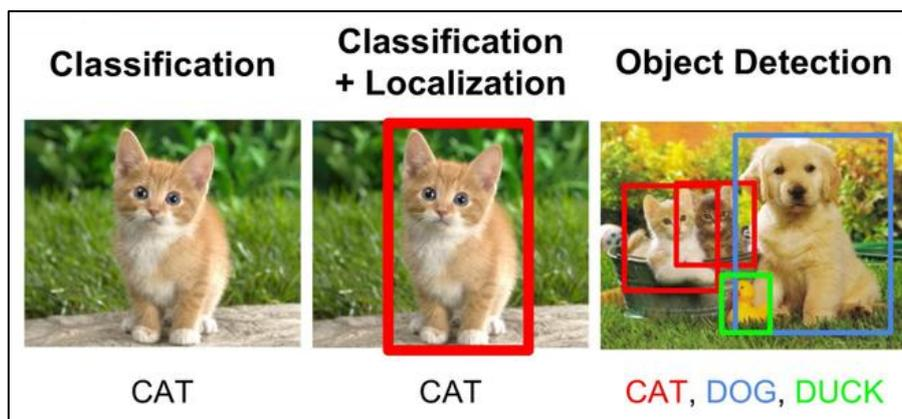 Classification
Classification
+ Localization
Object Detection
CAT
CAT
CAT, DOG, DUCK